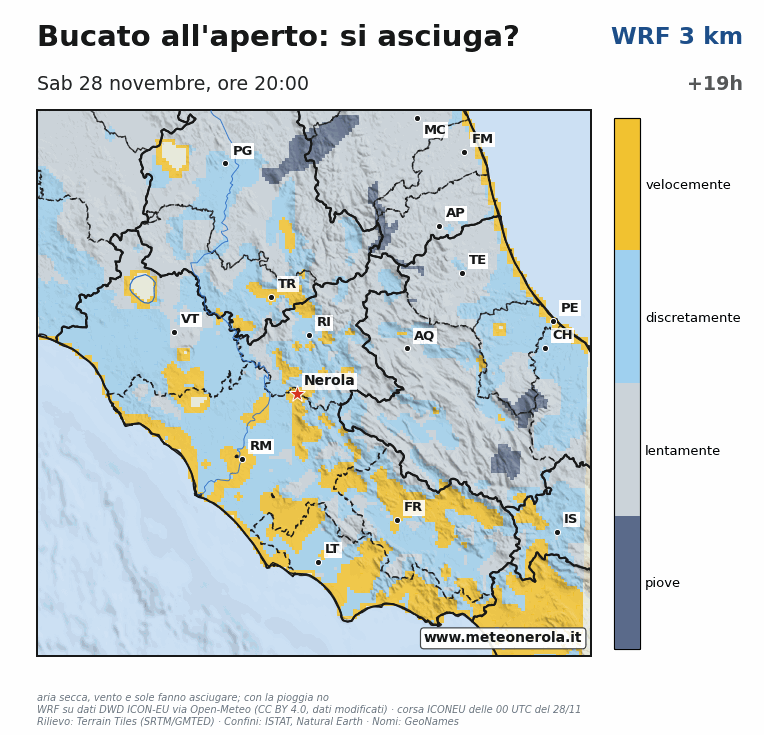 Bucato all'aperto: si asciuga?
WRF 3 km
Sab 28 novembre, ore 20:00
+19h
MC
FM
PG
velocemente
AP
TE
TR
PE
discretamente
VT
RI
AQ
CH
Nerola
RM
lentamente
FR
IS
LT
piove
www.meteonerola.it
aria secca, vento e sole fanno asciugare; con la pioggia no
WRF su dati DWD ICON-EU via Open-Meteo (CC BY 4.0, dati modificati) · corsa ICONEU delle 00 UTC del 28/11
Rilievo: Terrain Tiles (SRTM/GMTED) · Confini: ISTAT, Natural Earth · Nomi: GeoNames